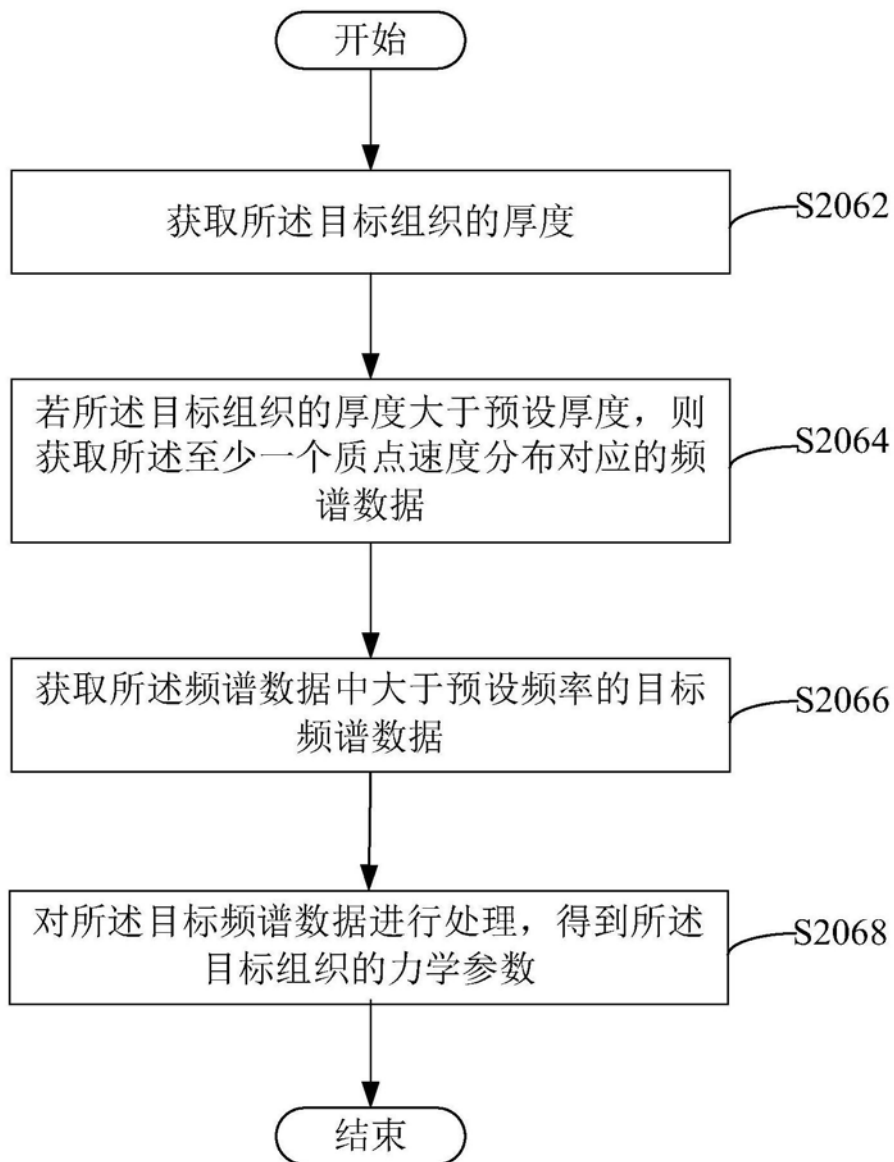 开始
获取所述目标组织的厚度
S2062
若所述目标组织的厚度大于预设厚度，则
获取所述至少一个质点速度分布对应的频
谱数据
S2064
获取所述频谱数据中大于预设频率的目标
频谱数据
S2066
对所述目标频谱数据进行处理，得到所述
目标组织的力学参数
S2068
结束